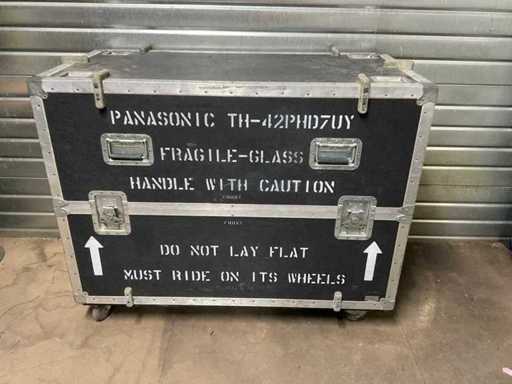 PANASONIC TH-42PHD7UY
FRAGILE-GLASS
HANDLE WITH CAUTION
DO NOT LAY FLAT
MUST RIDE ON ITS WHEELS